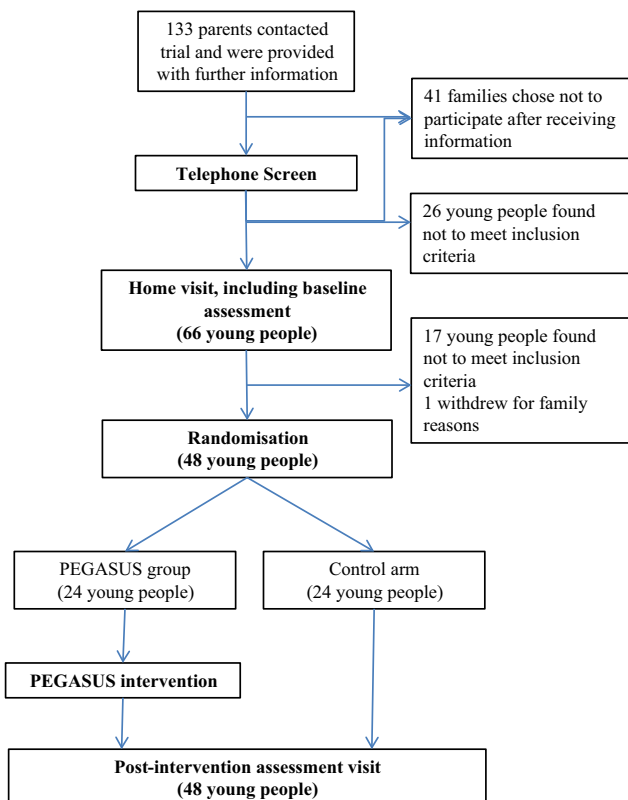 133 parents contacted
trial and were provided
with further information
41 families chose not to
participate after receiving
information
Telephone Screen
26 young people found
not to meet inclusion
criteria
Home visit, including baseline
assessment
(66 young people)
17 young people found
not to meet inclusion
criteria
1 withdrew for family
reasons
Randomisation
(48 young people)
PEGASUS group
(24 young people)
Control arm
(24 young people)
PEGASUS intervention
Post-intervention assessment visit
(48 young people)